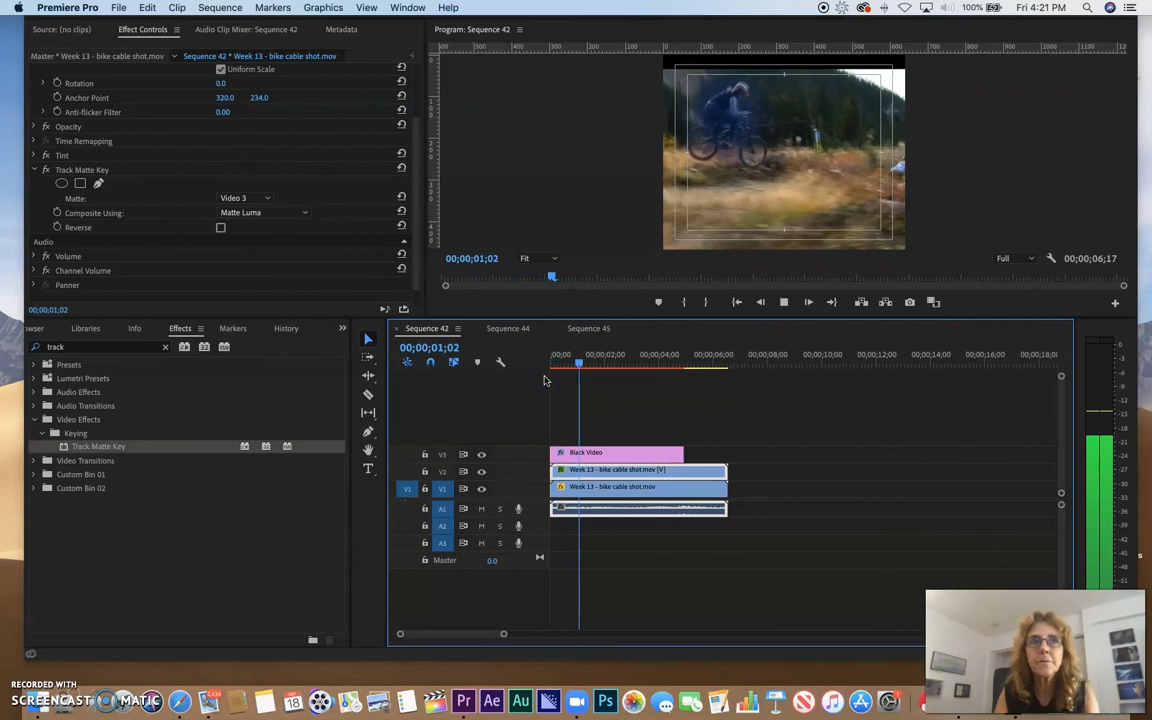 Premiere Pro File Edit Clip Sequence Markers Graphics View Window Help 100% Fri 4:21 PM
Source: (no clips) Effect Controls Audio Clip Mixer: Sequence 42 Metadata Program: Sequence 42
Master * Week 13 - bike cable shot.mov Sequence 42 * Week 13 - bike cable shot.mov
Uniform Scale
Rotation 0.0
Anchor Point 320.0 234.0
Anti-flicker Filter 0.00
Opacity
Time Remapping
Tint
Track Matte Key
Matte: Video 3
Composite Using: Matte Luma
Reverse
Audio
Volume
Channel Volume
Panner
00;00;01;02
00;00;01;02 Fit Full 00;00;06;17
owser Libraries Info Effects Markers History
track
Presets
Lumetri Presets
Audio Effects
Audio Transitions
Video Effects
Keying
Track Matte Key
Video Transitions
Custom Bin 01
Custom Bin 02
Sequence 42 Sequence 44 Sequence 45
00;00;01;02
;00;00 00;00;02;00 00;00;04;00 00;00;06;00 00;00;08;00 00;00;10;00 00;00;12;00 00;00;14;00 00;00;16;00 00;00;18;0
V3 Black Video
V2 Week 13 - bike cable shot.mov [V]
V1 V1 Week 13 - bike cable shot.mov
A1 M S
A2 M S
A3 M S
Master 0.0
RECORDED WITH
SCREENCAST MATIC
Pr Ae Au Ps